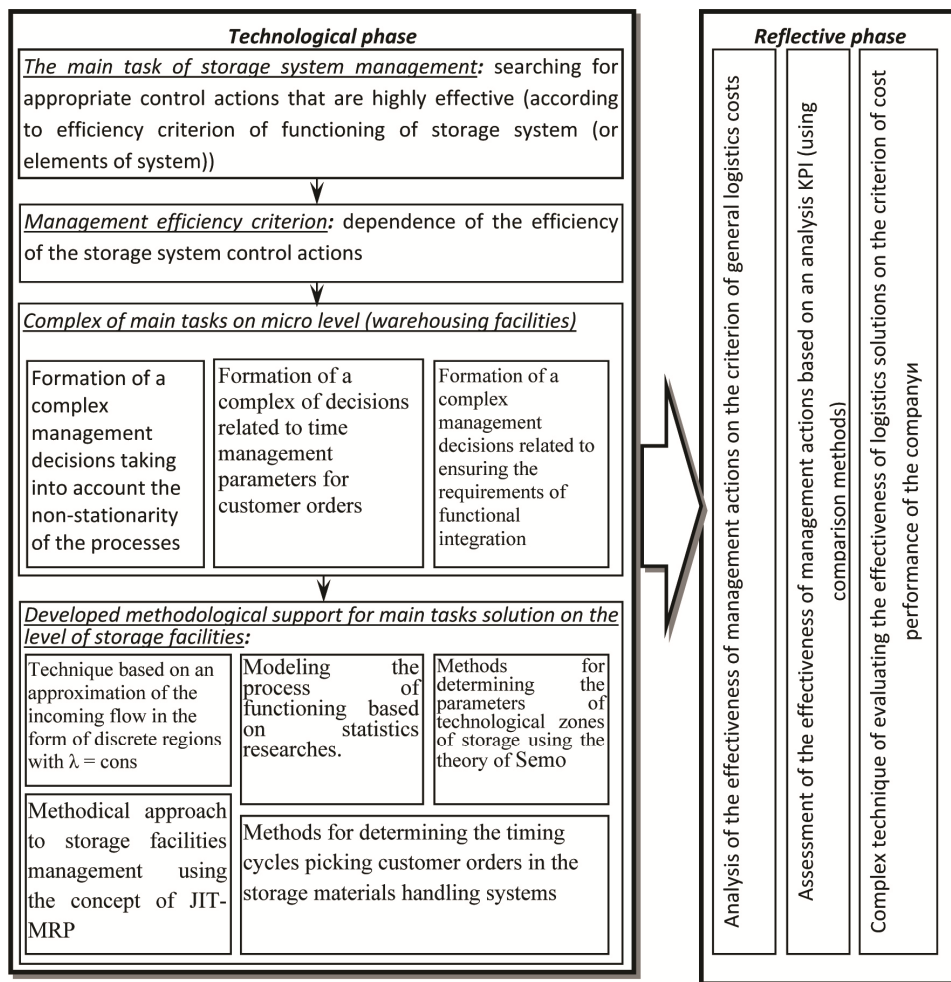 Technological phase
The main task of storage system management: searching for
appropriate control actions that are highly effective (according
to efficiency criterion of functioning of storage system (or
elements of system))
Management efficiency criterion: dependence of the efficiency
of the storage system control actions
Complex of main tasks on micro level (warehousing facilities)
Formation of a
complex
management
decisions taking
into account the
non-stationarity
of the processes
Formation of a
complex of decisions
related to time
management
parameters for
customer orders
Formation of a
complex
management
decisions related to
ensuring the
requirements of
functional
integration
Developed methodological support for main tasks solution on the
level of storage facilities:
Technique based on an
approximation of the
incoming flow in the
form of discrete regions
with λ = cons
Modeling the
process of
functioning based
on statistics
researches.
Methods for
determining the
parameters of
technological zones
of storage using the
theory of Semo
Methodical approach
to storage facilities
management using
the concept of JIT-
MRP
Methods for determining the timing
cycles picking customer orders in the
storage materials handling systems
Reflective phase
Analysis of the effectiveness of management actions on the criterion of general logistics costs
Assessment of the effectiveness of management actions based on an analysis KPI (using
comparison methods)
Complex technique of evaluating the effectiveness of logistics solutions on the criterion of cost
performance of the companyи